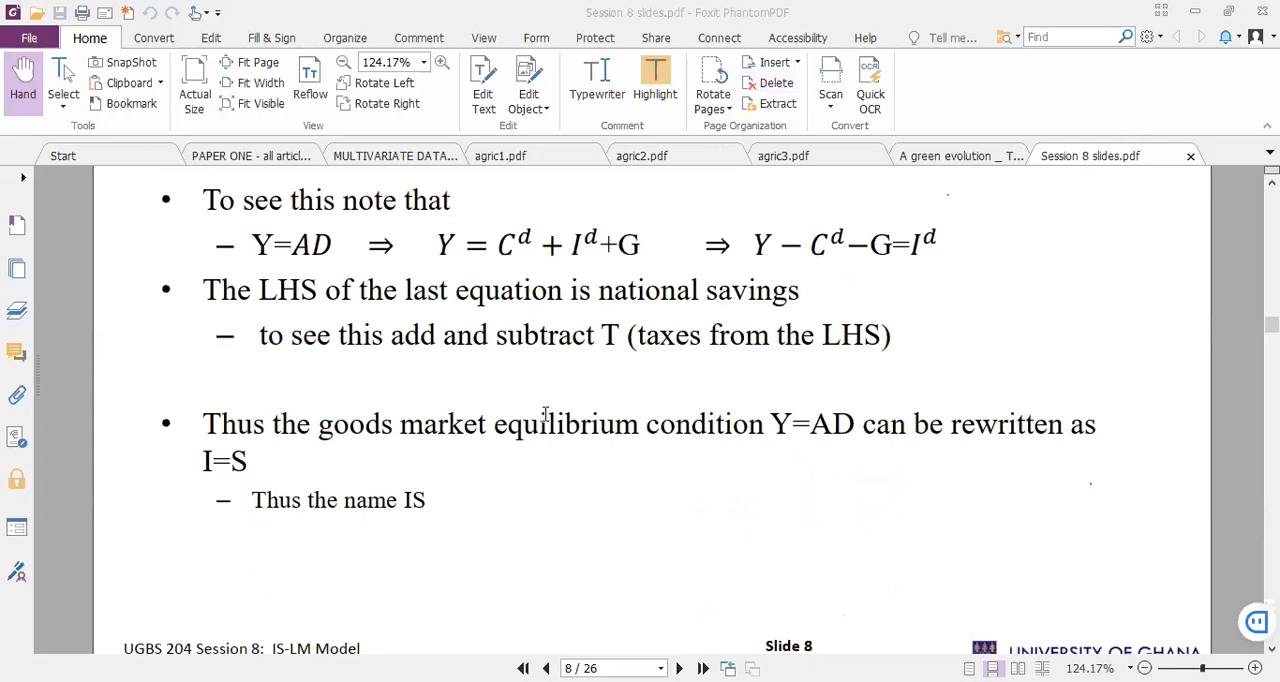 Session 8 slides.pdf - Foxit PhantomPDF
File Home Convert Edit Fill & Sign Organize Comment View Form Protect Share Connect Accessibility Help Tell me... Find
SnapShot Fit Page 124.17% Insert
Clipboard Fit Width Rotate Left Delete
Hand Select Bookmark Actual Size Fit Visible Reflow Rotate Right Edit Text Edit Object Typewriter Highlight Rotate Pages Extract Scan Quick OCR
Tools View Edit Comment Page Organization Convert
Start PAPER ONE - all articl... MULTIVARIATE DATA... agric1.pdf agric2.pdf agric3.pdf A green evolution _ T... Session 8 slides.pdf
• To see this note that
– Y=AD ⇒ Y = C^d + I^d+G ⇒ Y − C^d−G=I^d
• The LHS of the last equation is national savings
– to see this add and subtract T (taxes from the LHS)
• Thus the goods market equilibrium condition Y=AD can be rewritten as
I=S
– Thus the name IS
UGBS 204 Session 8: IS-LM Model Slide 8 UNIVERSITY OF GHANA
8 / 26 124.17%